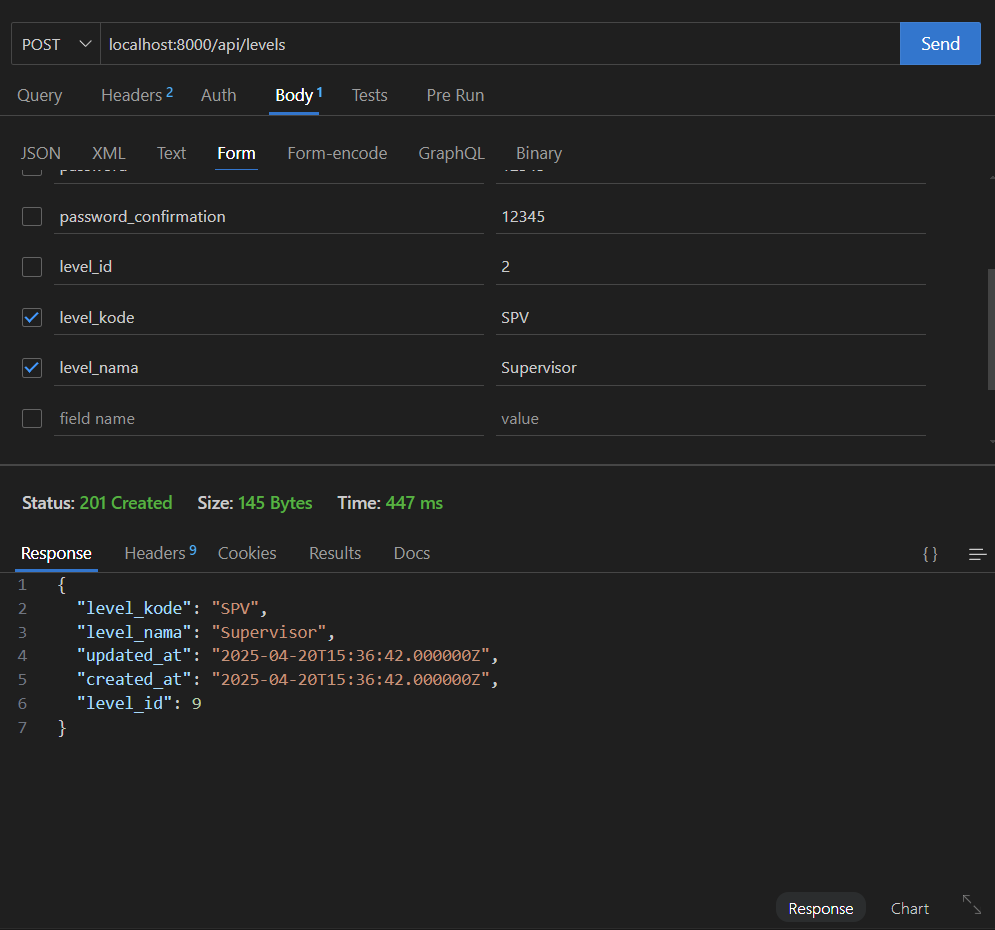 POST localhost:8000/api/levels Send
Query Headers 2 Auth Body 1 Tests Pre Run
JSON XML Text Form Form-encode GraphQL Binary
password_confirmation 12345
level_id 2
level_kode SPV
level_nama Supervisor
field name value
Status: 201 Created Size: 145 Bytes Time: 447 ms
Response Headers 9 Cookies Results Docs { }
1 {
2 "level_kode": "SPV",
3 "level_nama": "Supervisor",
4 "updated_at": "2025-04-20T15:36:42.000000Z",
5 "created_at": "2025-04-20T15:36:42.000000Z",
6 "level_id": 9
7 }
Response Chart